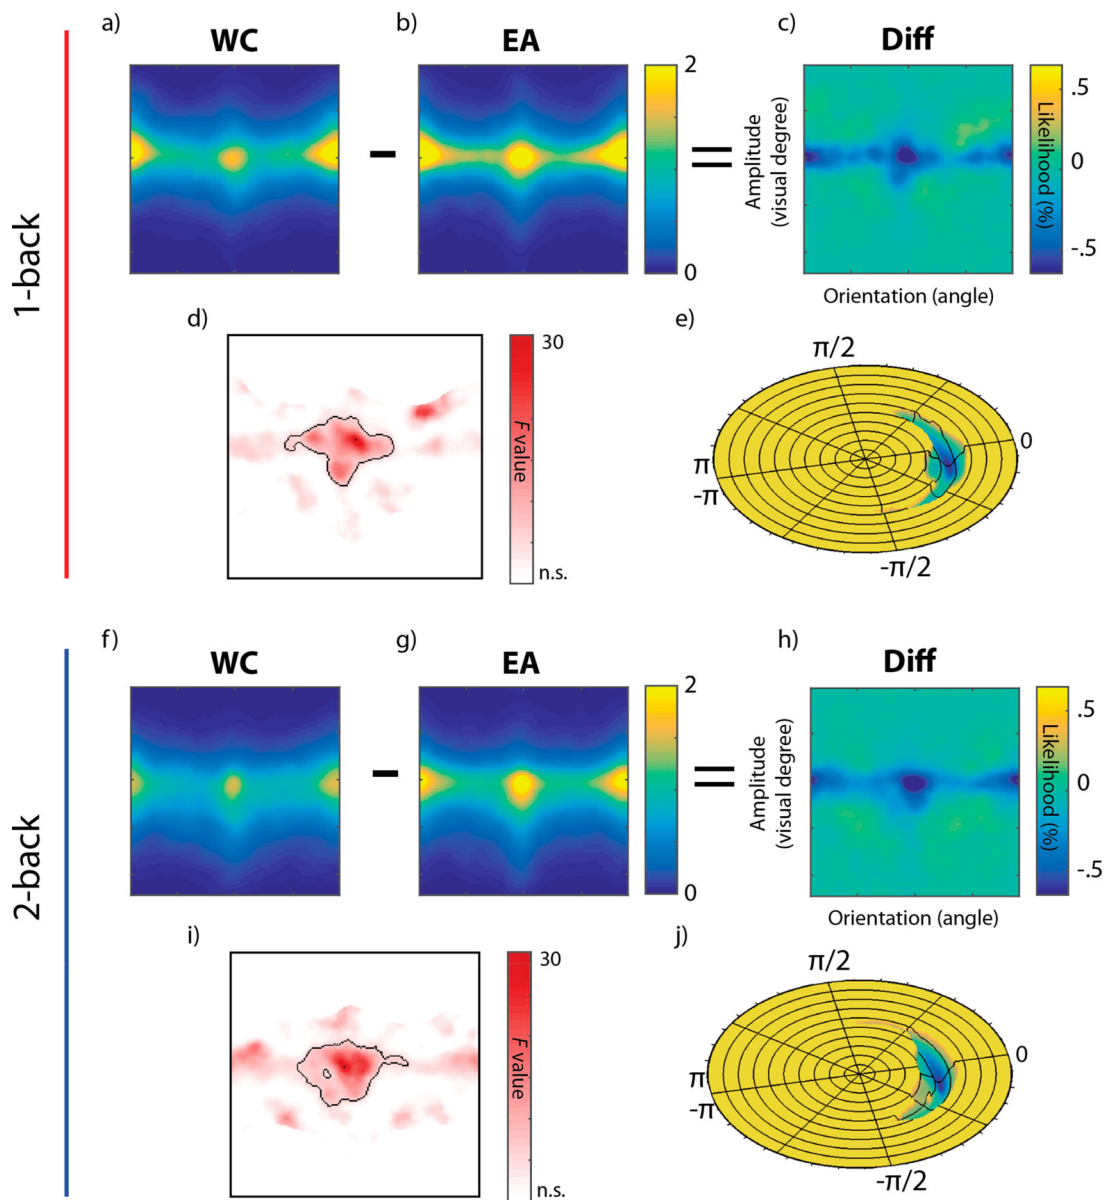 1-back
a)
WC
b)
EA
2
0
c)
Diff
Amplitude
(visual degree)
Orientation (angle)
Likelihood (%)
.5
0
-.5
d)
30
F value
n.s.
e)
π/2
0
π
-π
-π/2
2-back
f)
WC
g)
EA
2
0
h)
Diff
Amplitude
(visual degree)
Orientation (angle)
Likelihood (%)
.5
0
-.5
i)
30
F value
n.s.
j)
π/2
0
π
-π
-π/2